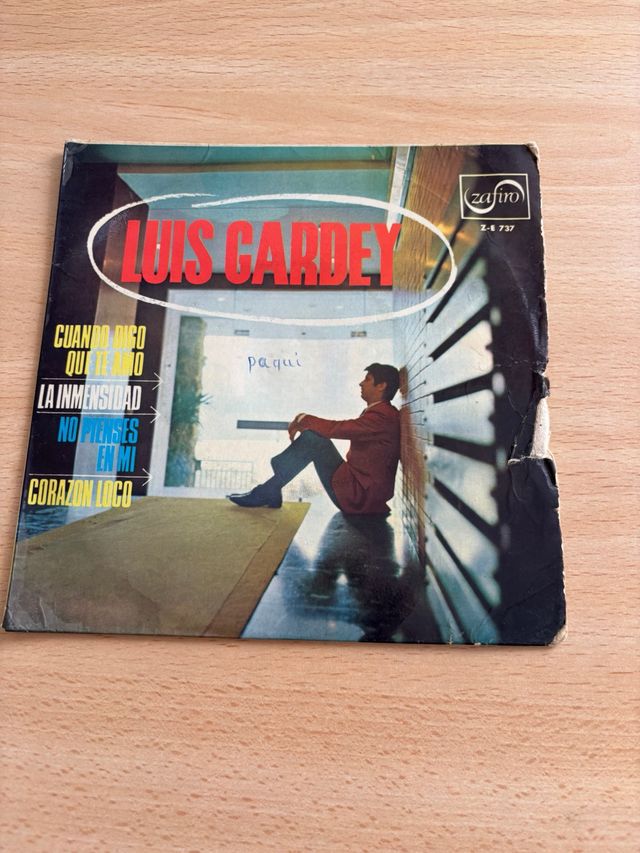 zafiro
Z-E 737
LUIS GARDEY
CUANDO DIGO
QUE TE AMO
LA INMENSIDAD
NO PIENSES
EN MI
CORAZON LOCO
paqui